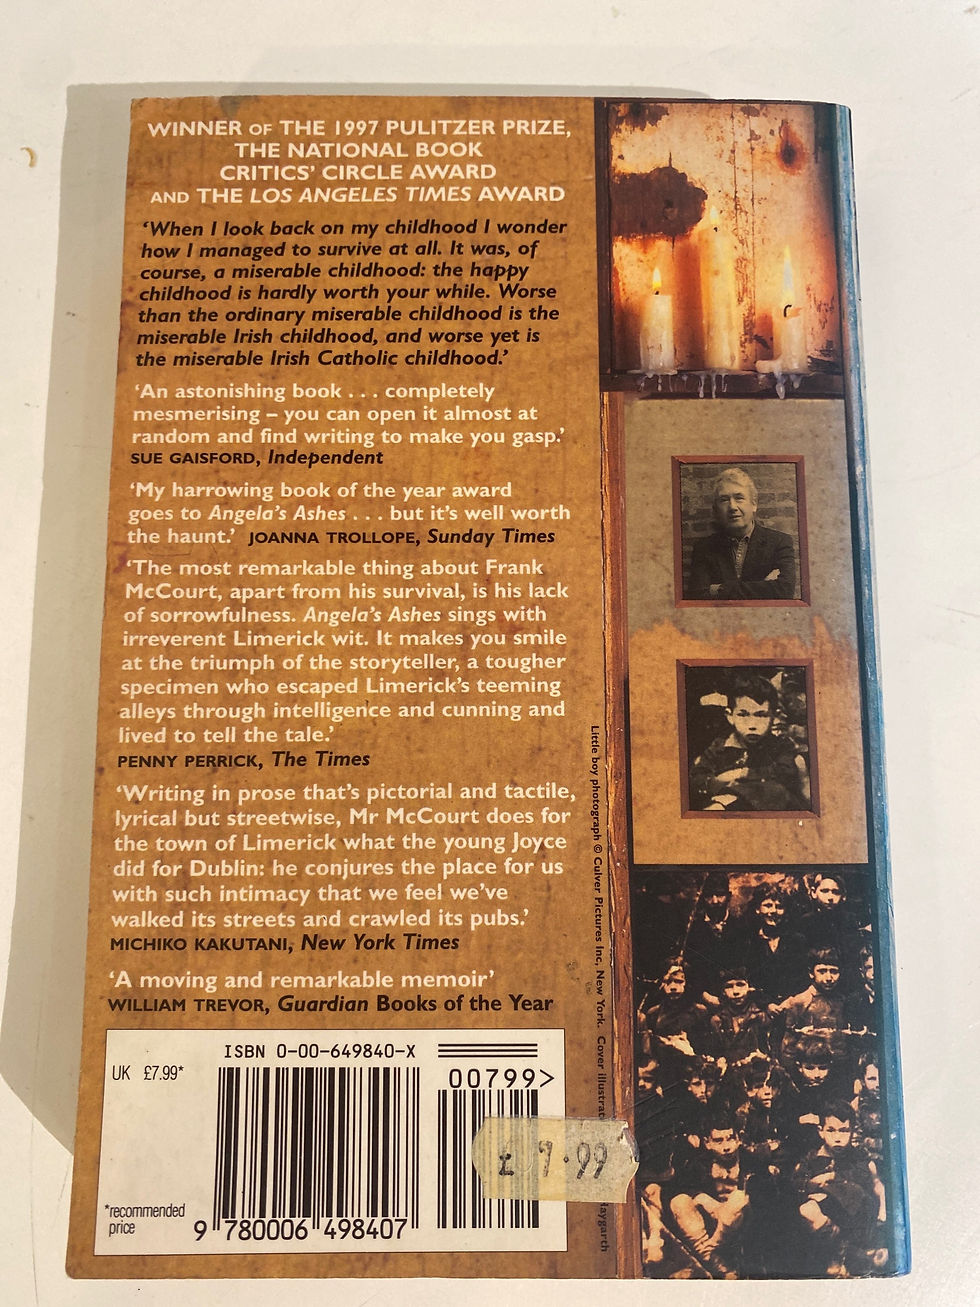 WINNER OF THE 1997 PULITZER PRIZE,
THE NATIONAL BOOK
CRITICS' CIRCLE AWARD
AND THE LOS ANGELES TIMES AWARD
'When I look back on my childhood I wonder
how I managed to survive at all. It was, of
course, a miserable childhood: the happy
childhood is hardly worth your while. Worse
than the ordinary miserable childhood is the
miserable Irish childhood, and worse yet is
the miserable Irish Catholic childhood.'
'An astonishing book . . . completely
mesmerising – you can open it almost at
random and find writing to make you gasp.'
SUE GAISFORD, Independent
'My harrowing book of the year award
goes to Angela's Ashes . . . but it's well worth
the haunt.' JOANNA TROLLOPE, Sunday Times
'The most remarkable thing about Frank
McCourt, apart from his survival, is his lack
of sorrowfulness. Angela's Ashes sings with
irreverent Limerick wit. It makes you smile
at the triumph of the storyteller, a tougher
specimen who escaped Limerick's teeming
alleys through intelligence and cunning and
lived to tell the tale.'
PENNY PERRICK, The Times
'Writing in prose that's pictorial and tactile,
lyrical but streetwise, Mr McCourt does for
the town of Limerick what the young Joyce
did for Dublin: he conjures the place for us
with such intimacy that we feel we've
walked its streets and crawled its pubs.'
MICHIKO KAKUTANI, New York Times
'A moving and remarkable memoir'
WILLIAM TREVOR, Guardian Books of the Year
ISBN 0-00-649840-X
UK £7.99*
00799>
£ 7.99
*recommended
price
9 780006 498407
Little boy photograph © Culver Pictures Inc, New York. Cover